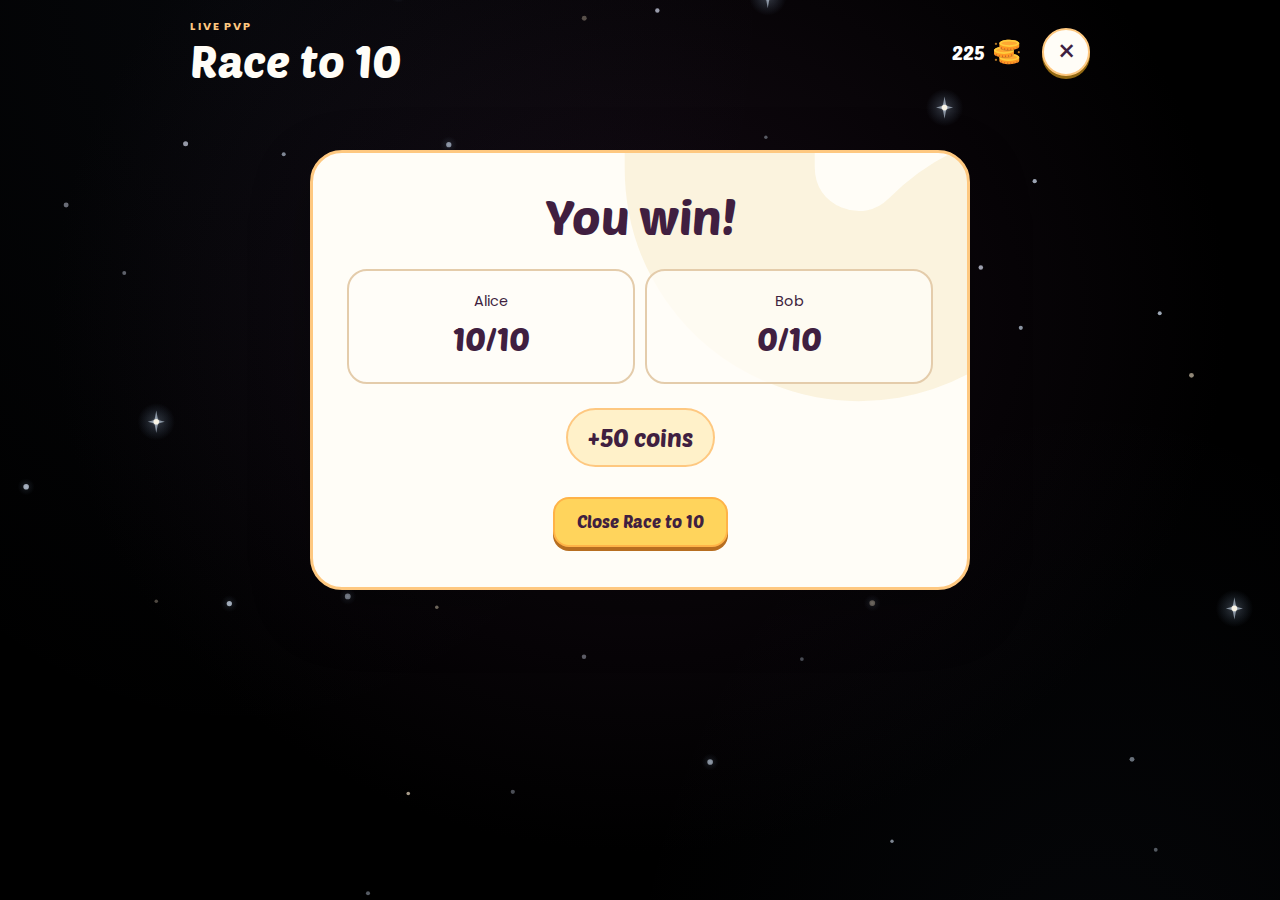 LIVE PVP
Race to 10
225
×
You win!
Alice
10/10
Bob
0/10
+50 coins
Close Race to 10